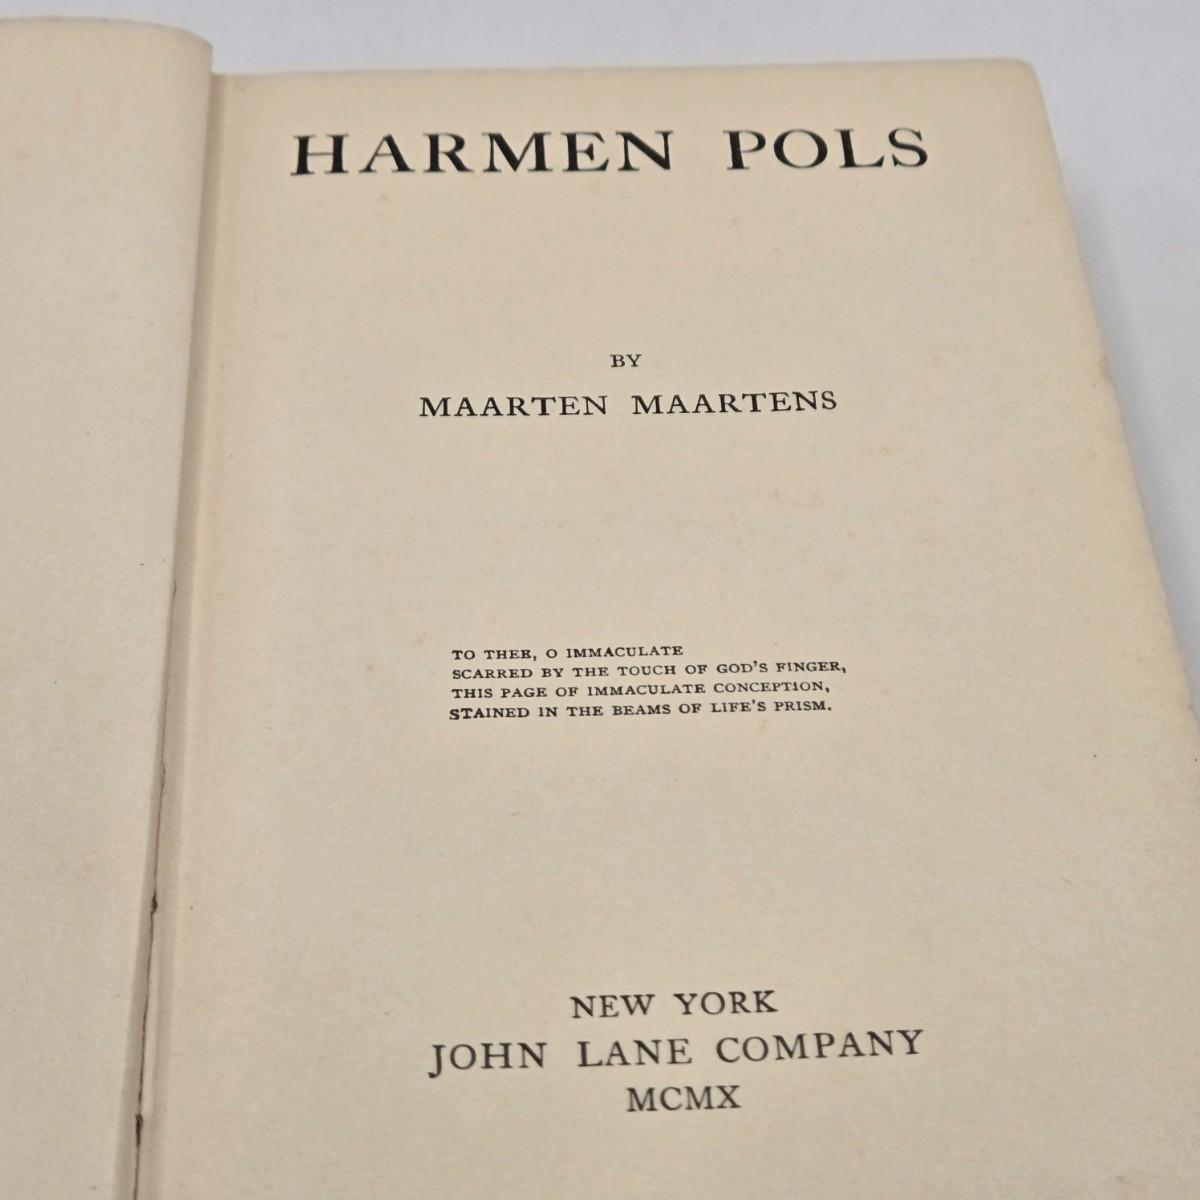 HARMEN POLS
BY
MAARTEN MAARTENS
TO THEE, O IMMACULATE
SCARRED BY THE TOUCH OF GOD'S FINGER,
THIS PAGE OF IMMACULATE CONCEPTION,
STAINED IN THE BEAMS OF LIFE'S PRISM.
NEW YORK
JOHN LANE COMPANY
MCMX